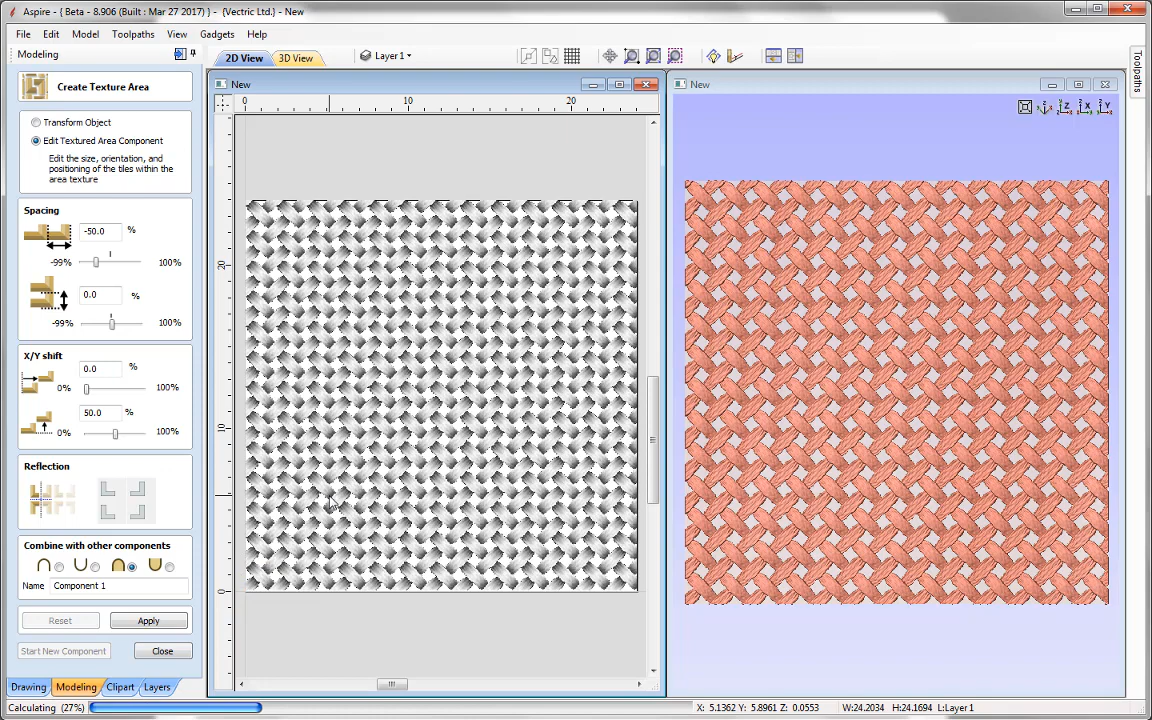 Aspire - { Beta - 8.906 (Built : Mar 27 2017) } - {Vectric Ltd.} - New
File Edit Model Toolpaths View Gadgets Help
Modeling
2D View 3D View Layer1
Create Texture Area
Transform Object
Edit Textured Area Component
Edit the size, orientation, and
positioning of the tiles within the
area texture
Spacing
-50.0 %
-99% 100%
0.0 %
-99% 100%
X/Y shift
0.0 %
0% 100%
50.0 %
0% 100%
Reflection
Combine with other components
Name Component 1
Reset Apply
Start New Component Close
Drawing Modeling Clipart Layers
Calculating (27%)
New
0 10 20
20
10
0
New
Z X Y
Toolpaths
X: 5.1362 Y: 5.8961 Z: 0.0553 W:24.2034 H:24.1694 L:Layer1